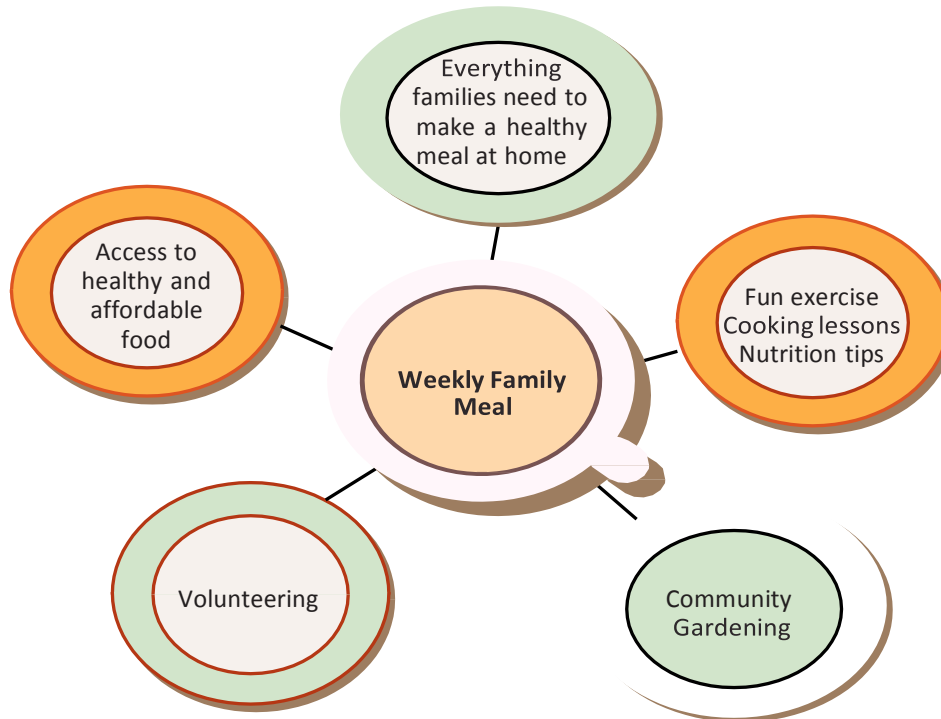 Everything
families need to
make a healthy
meal at home
Access to
healthy and
affordable
food
Fun exercise
Cooking lessons
Nutrition tips
Weekly Family
Meal
Volunteering
Community
Gardening